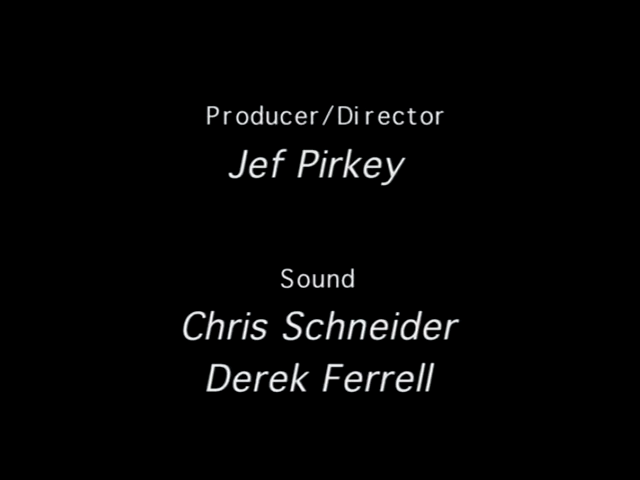 Producer/Director
Jef Pirkey
Sound
Chris Schneider
Derek Ferrell